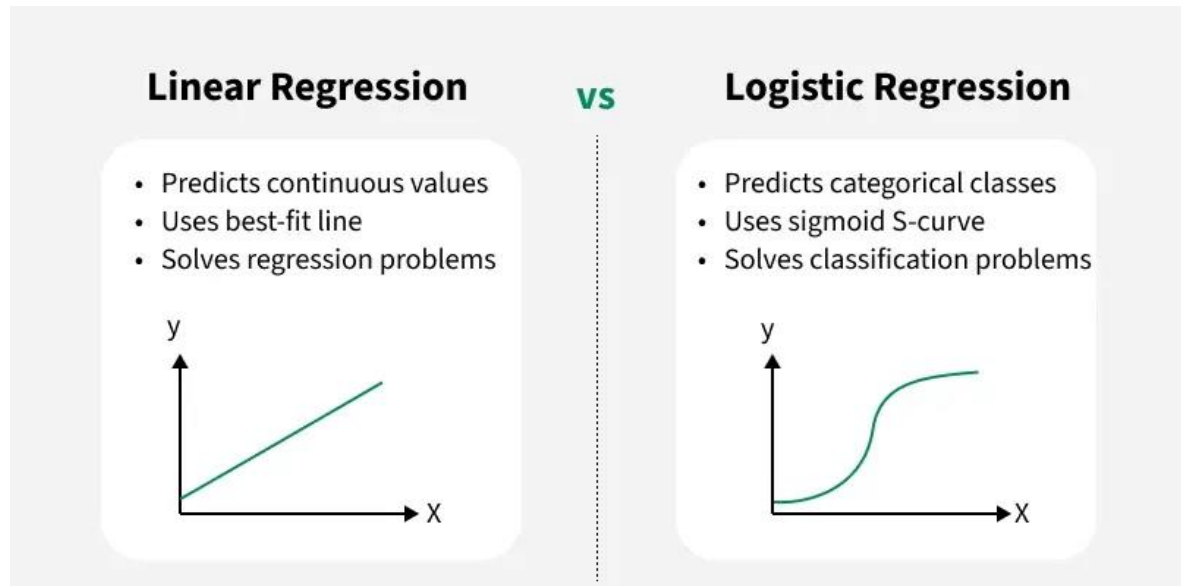 Linear Regression
vs
Logistic Regression
• Predicts continuous values
• Uses best-fit line
• Solves regression problems
y
X
• Predicts categorical classes
• Uses sigmoid S-curve
• Solves classification problems
y
X